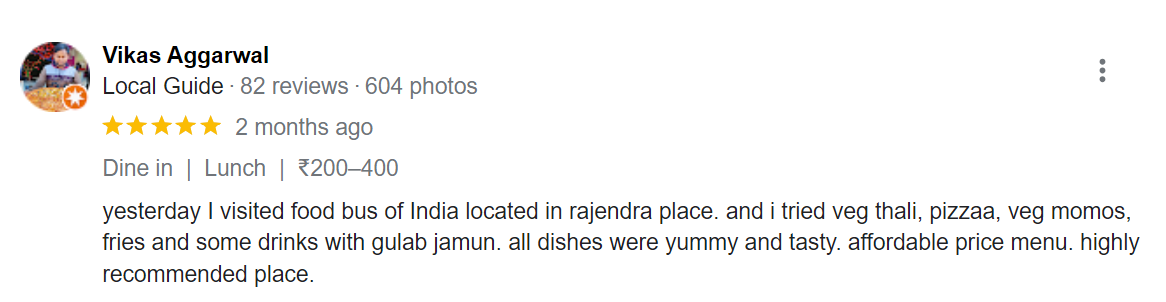 Vikas Aggarwal
Local Guide · 82 reviews · 604 photos
2 months ago
Dine in | Lunch | ₹200–400
yesterday I visited food bus of India located in rajendra place. and i tried veg thali, pizzaa, veg momos,
fries and some drinks with gulab jamun. all dishes were yummy and tasty. affordable price menu. highly
recommended place.